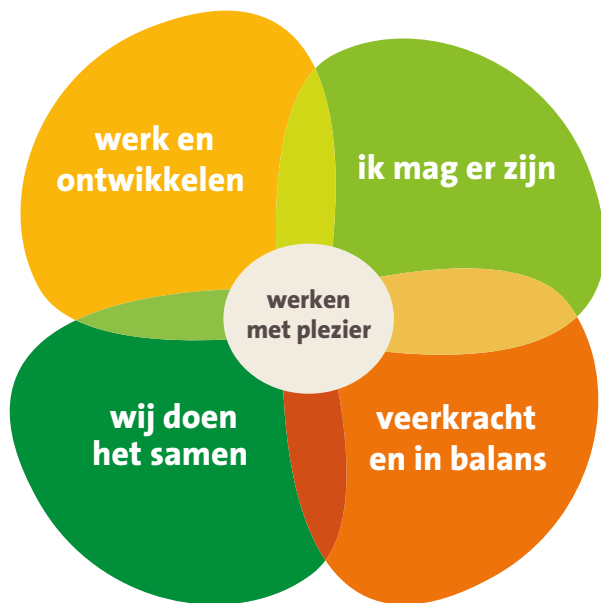 werk en
ontwikkelen
ik mag er zijn
werken
met plezier
wij doen
het samen
veerkracht
en in balans